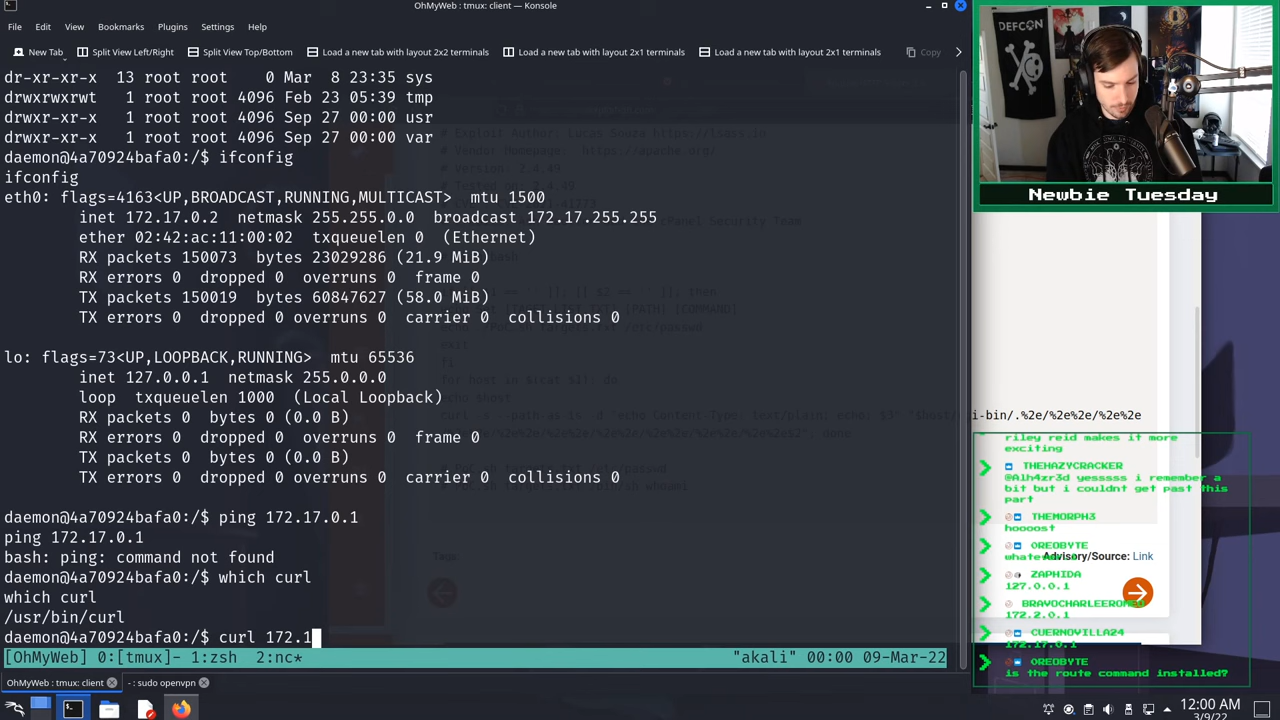 OhMyWeb : tmux: client — Konsole
File Edit View Bookmarks Plugins Settings Help
New Tab Split View Left/Right Split View Top/Bottom Load a new tab with layout 2x2 terminals Load a new tab with layout 2x1 terminals Load a new tab with layout 1x2 terminals Copy
dr-xr-xr-x 13 root root 0 Mar 8 23:35 sys
drwxrwxrwt 1 root root 4096 Feb 23 05:39 tmp
drwxr-xr-x 1 root root 4096 Sep 27 00:00 usr
drwxr-xr-x 1 root root 4096 Sep 27 00:00 var
daemon@4a70924bafa0:/$ ifconfig
ifconfig
eth0: flags=4163<UP,BROADCAST,RUNNING,MULTICAST> mtu 1500
inet 172.17.0.2 netmask 255.255.0.0 broadcast 172.17.255.255
ether 02:42:ac:11:00:02 txqueuelen 0 (Ethernet)
RX packets 150073 bytes 23029286 (21.9 MiB)
RX errors 0 dropped 0 overruns 0 frame 0
TX packets 150019 bytes 60847627 (58.0 MiB)
TX errors 0 dropped 0 overruns 0 carrier 0 collisions 0
lo: flags=73<UP,LOOPBACK,RUNNING> mtu 65536
inet 127.0.0.1 netmask 255.0.0.0
loop txqueuelen 1000 (Local Loopback)
RX packets 0 bytes 0 (0.0 B)
RX errors 0 dropped 0 overruns 0 frame 0
TX packets 0 bytes 0 (0.0 B)
TX errors 0 dropped 0 overruns 0 carrier 0 collisions 0
daemon@4a70924bafa0:/$ ping 172.17.0.1
ping 172.17.0.1
bash: ping: command not found
daemon@4a70924bafa0:/$ which curl
which curl
/usr/bin/curl
daemon@4a70924bafa0:/$ curl 172.1
[OhMyWeb] 0:[tmux]- 1:zsh "akali" 00:00 09-Mar-22
OhMyWeb : tmux: client - : sudo openvpn
DEFCON
Newbie Tuesday
i-bin/.%2e/%2e%2e/%2e%2e
riley reid makes it more
exciting
THEHAZYCRACKER
@Alh4zr3d yesssss i remember a
bit but i couldnt get past this
part
THEMORPH3
hoooost
OREOBYTE
Advisory/Source: Link
ZAPHIDA
127.0.0.1
172.2.0.1
CUERNOVILLA24
172.17.0.1
OREOBYTE
is the route command installed?
12:00 AM
3/9/22